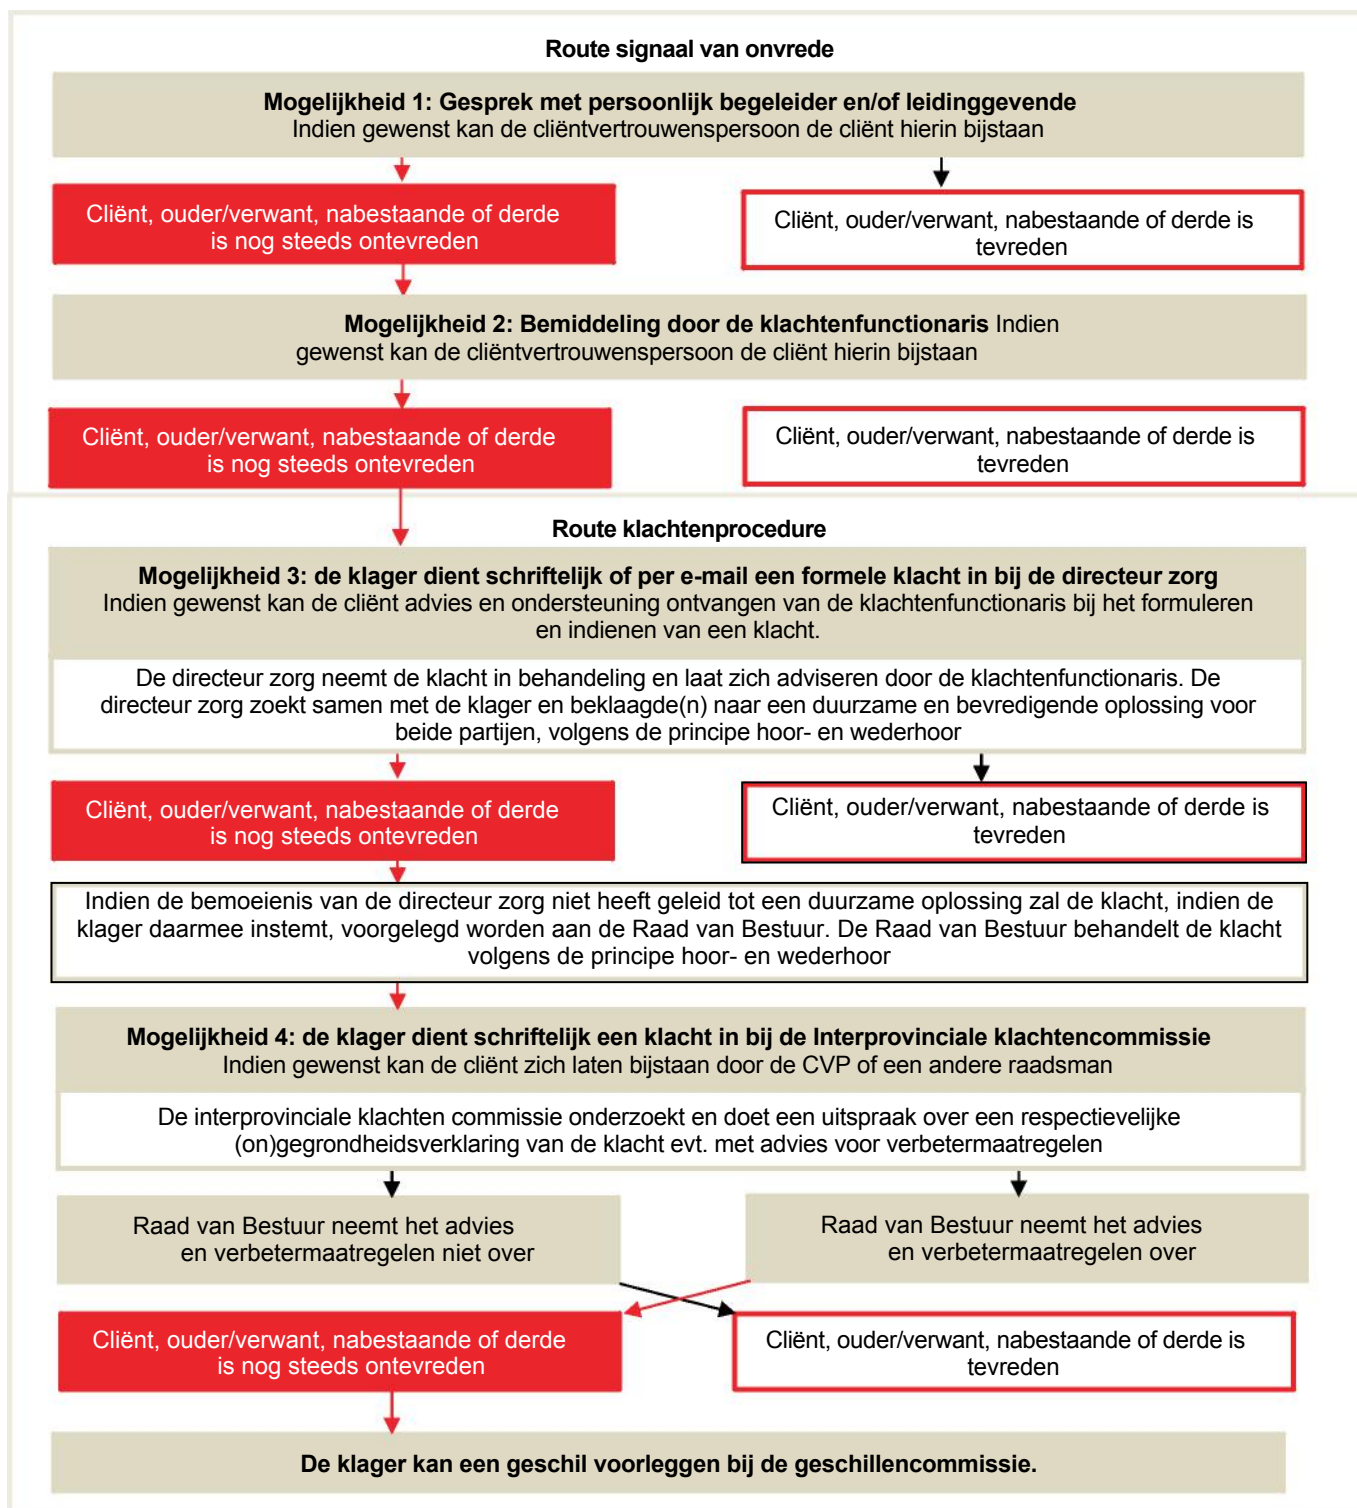 Route signaal van onvrede
Mogelijkheid 1: Gesprek met persoonlijk begeleider en/of leidinggevende
Indien gewenst kan de cliëntvertrouwenspersoon de cliënt hierin bijstaan
Cliënt, ouder/verwant, nabestaande of derde
is nog steeds ontevreden
Cliënt, ouder/verwant, nabestaande of derde is
tevreden
Mogelijkheid 2: Bemiddeling door de klachtenfunctionaris Indien
gewenst kan de cliëntvertrouwenspersoon de cliënt hierin bijstaan
Cliënt, ouder/verwant, nabestaande of derde
is nog steeds ontevreden
Cliënt, ouder/verwant, nabestaande of derde is
tevreden
Route klachtenprocedure
Mogelijkheid 3: de klager dient schriftelijk of per e-mail een formele klacht in bij de directeur zorg
Indien gewenst kan de cliënt advies en ondersteuning ontvangen van de klachtenfunctionaris bij het formuleren
en indienen van een klacht.
De directeur zorg neemt de klacht in behandeling en laat zich adviseren door de klachtenfunctionaris. De
directeur zorg zoekt samen met de klager en beklaagde(n) naar een duurzame en bevredigende oplossing voor
beide partijen, volgens de principe hoor- en wederhoor
Cliënt, ouder/verwant, nabestaande of derde
is nog steeds ontevreden
Cliënt, ouder/verwant, nabestaande of derde is
tevreden
Indien de bemoeienis van de directeur zorg niet heeft geleid tot een duurzame oplossing zal de klacht, indien de
klager daarmee instemt, voorgelegd worden aan de Raad van Bestuur. De Raad van Bestuur behandelt de klacht
volgens de principe hoor- en wederhoor
Mogelijkheid 4: de klager dient schriftelijk een klacht in bij de Interprovinciale klachtencommissie
Indien gewenst kan de cliënt zich laten bijstaan door de CVP of een andere raadsman
De interprovinciale klachten commissie onderzoekt en doet een uitspraak over een respectievelijke
(on)gegrondheidsverklaring van de klacht evt. met advies voor verbetermaatregelen
Raad van Bestuur neemt het advies
en verbetermaatregelen niet over
Raad van Bestuur neemt het advies
en verbetermaatregelen over
Cliënt, ouder/verwant, nabestaande of derde
is nog steeds ontevreden
Cliënt, ouder/verwant, nabestaande of derde is
tevreden
De klager kan een geschil voorleggen bij de geschillencommissie.